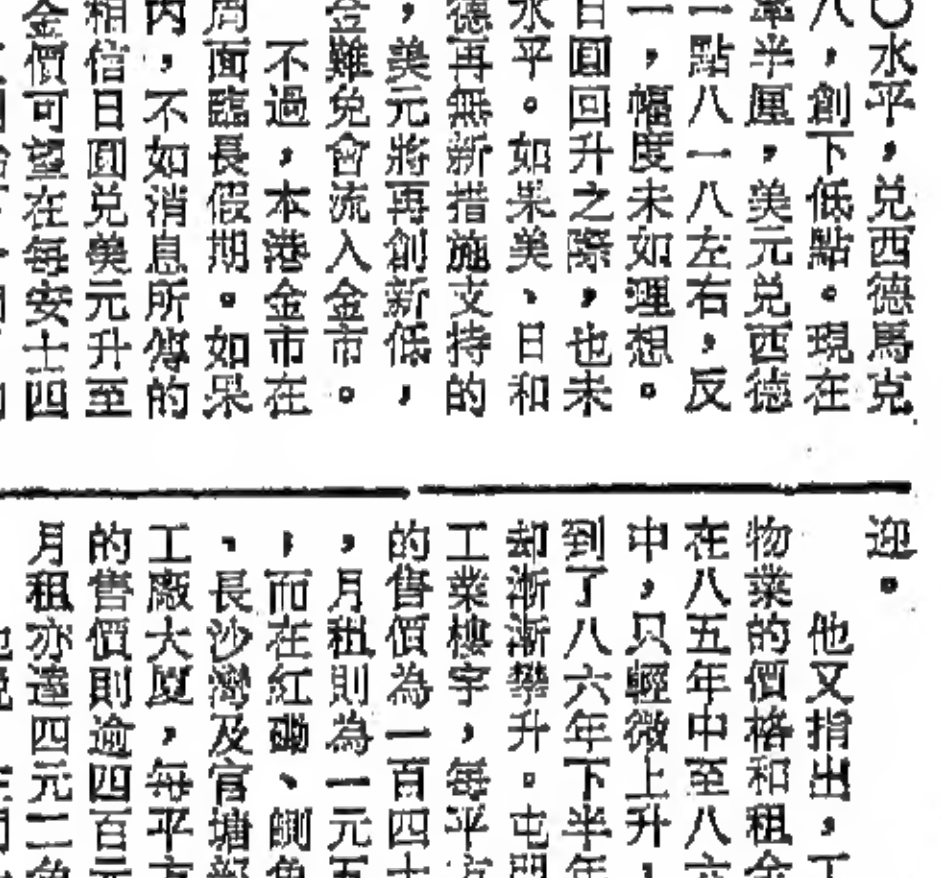 〇水平，兌西德馬克
八，創下低點。現在
半厘，美元兌西德
一點八一八左右，反
一，幅度未如理想。
日圓回升之際，也未
水平。如果美、日和
德再無新措施支持的
，美元將再創新低，
金難免會流入金市。
不過，本港金市在
周面臨長假期。如果
內，不如消息所傳的
相信日圓兌美元升至
金價可望在每安士四
迎。
他又指出，工
物業的價格和租金
在八五年中至八六
中，只輕微上升，
到了八六年下半年
却漸漸攀升。屯門
工業樓宇，每平方
的售價為一百四十
，月租則為一元五
；而在紅磡、鰂魚
、長沙灣及官塘
工廠大廈，每平方
的售價則逾四百元
月租亦達四元二角